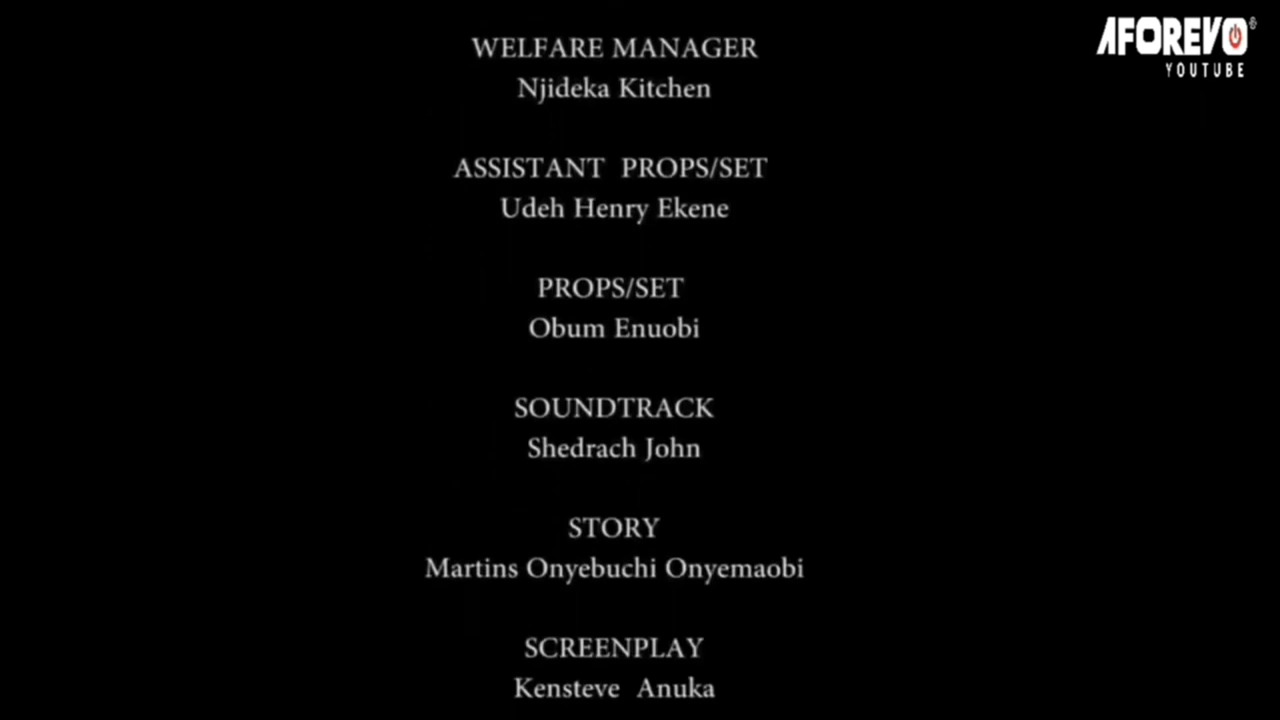 AFOREVO
YOUTUBE
WELFARE MANAGER
Njideka Kitchen
ASSISTANT PROPS/SET
Udeh Henry Ekene
PROPS/SET
Obum Enuobi
SOUNDTRACK
Shedrach John
STORY
Martins Onyebuchi Onyemaobi
SCREENPLAY
Kensteve Anuka